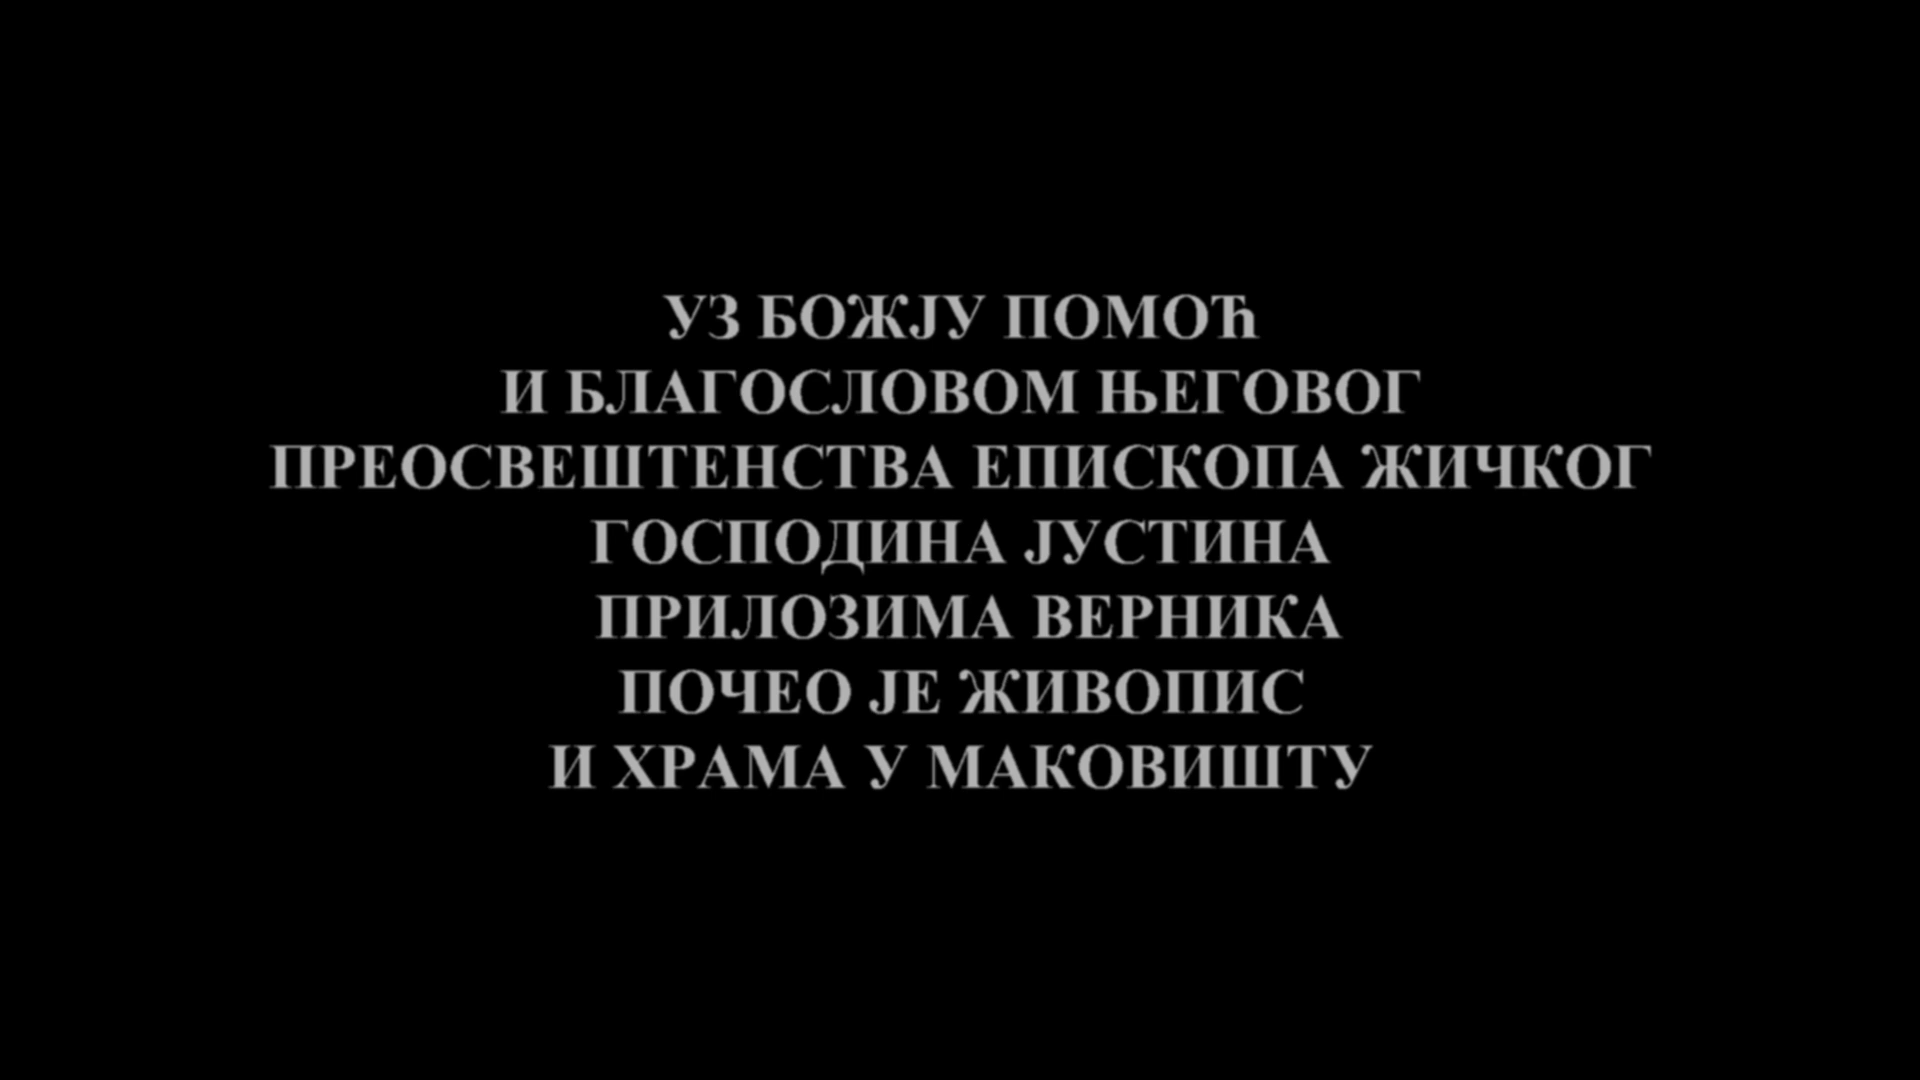 УЗ БОЖЈУ ПОМОЋ
И БЛАГОСЛОВОМ ЊЕГОВОГ
ПРЕОСВЕШТЕНСТВА ЕПИСКОПА ЖИЧКОГ
ГОСПОДИНА ЈУСТИНА
ПРИЛОЗИМА ВЕРНИКА
ПОЧЕО ЈЕ ЖИВОПИС
И ХРАМА У МАКОВИШТУ